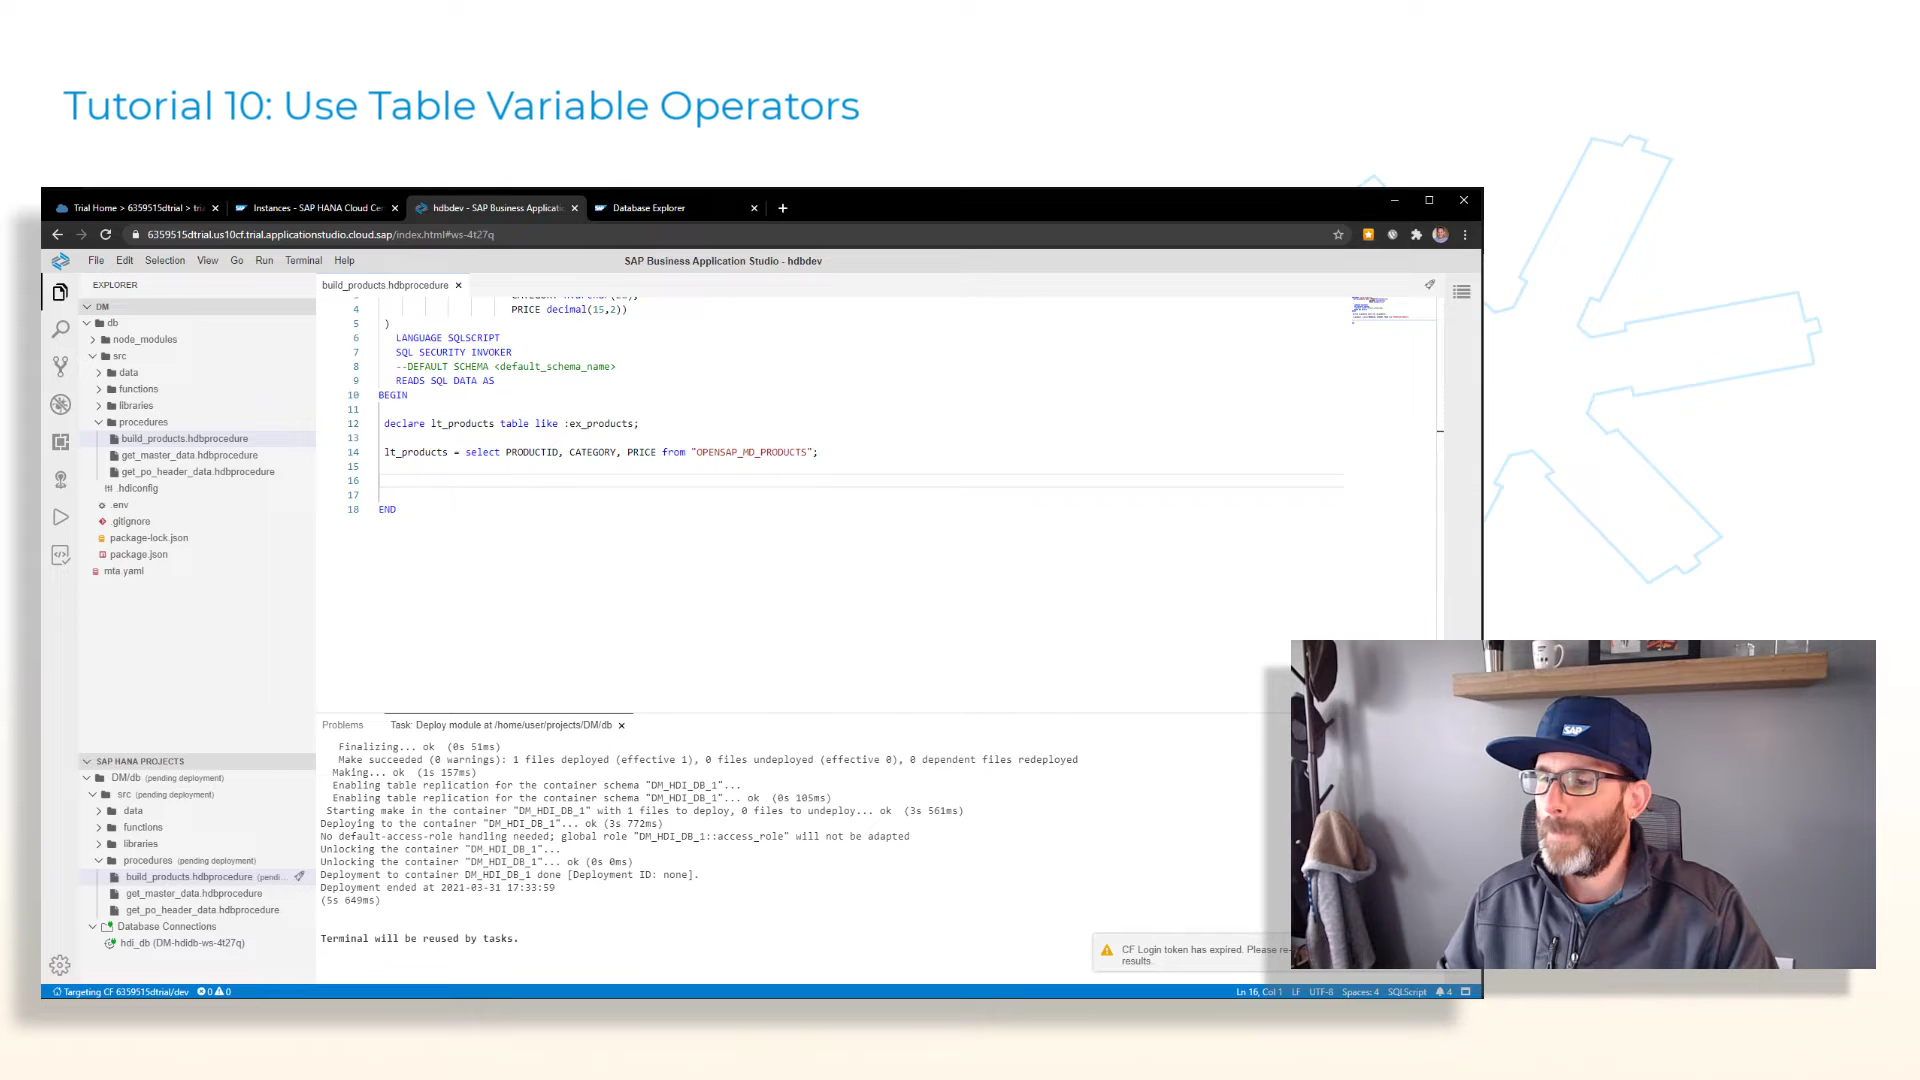 Tutorial 10: Use Table Variable Operators
Trial Home > 6359515dtrial > tri
Instances - SAP HANA Cloud Ce
hdbdev - SAP Business Applicati
Database Explorer
6359515dtrial.us10cf.trial.applicationstudio.cloud.sap/index.html#ws-4t27q
File Edit Selection View Go Run Terminal Help
SAP Business Application Studio - hdbdev
EXPLORER
DM
db
node_modules
src
data
functions
libraries
procedures
build_products.hdbprocedure
get_master_data.hdbprocedure
get_po_header_data.hdbprocedure
.hdiconfig
.env
.gitignore
package-lock.json
package.json
mta.yaml
SAP HANA PROJECTS
DM/db (pending deployment)
src (pending deployment)
data
functions
libraries
procedures (pending deployment)
build_products.hdbprocedure (pendi...
get_master_data.hdbprocedure
get_po_header_data.hdbprocedure
Database Connections
hdi_db (DM-hdidb-ws-4t27q)
build_products.hdbprocedure
4 PRICE decimal(15,2))
5 )
6 LANGUAGE SQLSCRIPT
7 SQL SECURITY INVOKER
8 --DEFAULT SCHEMA <default_schema_name>
9 READS SQL DATA AS
10 BEGIN
11
12 declare lt_products table like :ex_products;
13
14 lt_products = select PRODUCTID, CATEGORY, PRICE from "OPENSAP_MD_PRODUCTS";
15
16
17
18 END
Problems Task: Deploy module at /home/user/projects/DM/db
Finalizing... ok (0s 51ms)
Make succeeded (0 warnings): 1 files deployed (effective 1), 0 files undeployed (effective 0), 0 dependent files redeployed
Making... ok (1s 157ms)
Enabling table replication for the container schema "DM_HDI_DB_1"...
Enabling table replication for the container schema "DM_HDI_DB_1"... ok (0s 105ms)
Starting make in the container "DM_HDI_DB_1" with 1 files to deploy, 0 files to undeploy... ok (3s 561ms)
Deploying to the container "DM_HDI_DB_1"... ok (3s 772ms)
No default-access-role handling needed; global role "DM_HDI_DB_1::access_role" will not be adapted
Unlocking the container "DM_HDI_DB_1"...
Unlocking the container "DM_HDI_DB_1"... ok (0s 0ms)
Deployment to container DM_HDI_DB_1 done [Deployment ID: none].
Deployment ended at 2021-03-31 17:33:59
(5s 649ms)
Terminal will be reused by tasks.
CF Login token has expired. Please re-
results.
Targeting CF 6359515dtrial/dev 0 0
Ln 16, Col 1 LF UTF-8 Spaces: 4 SQLScript 4
SAP